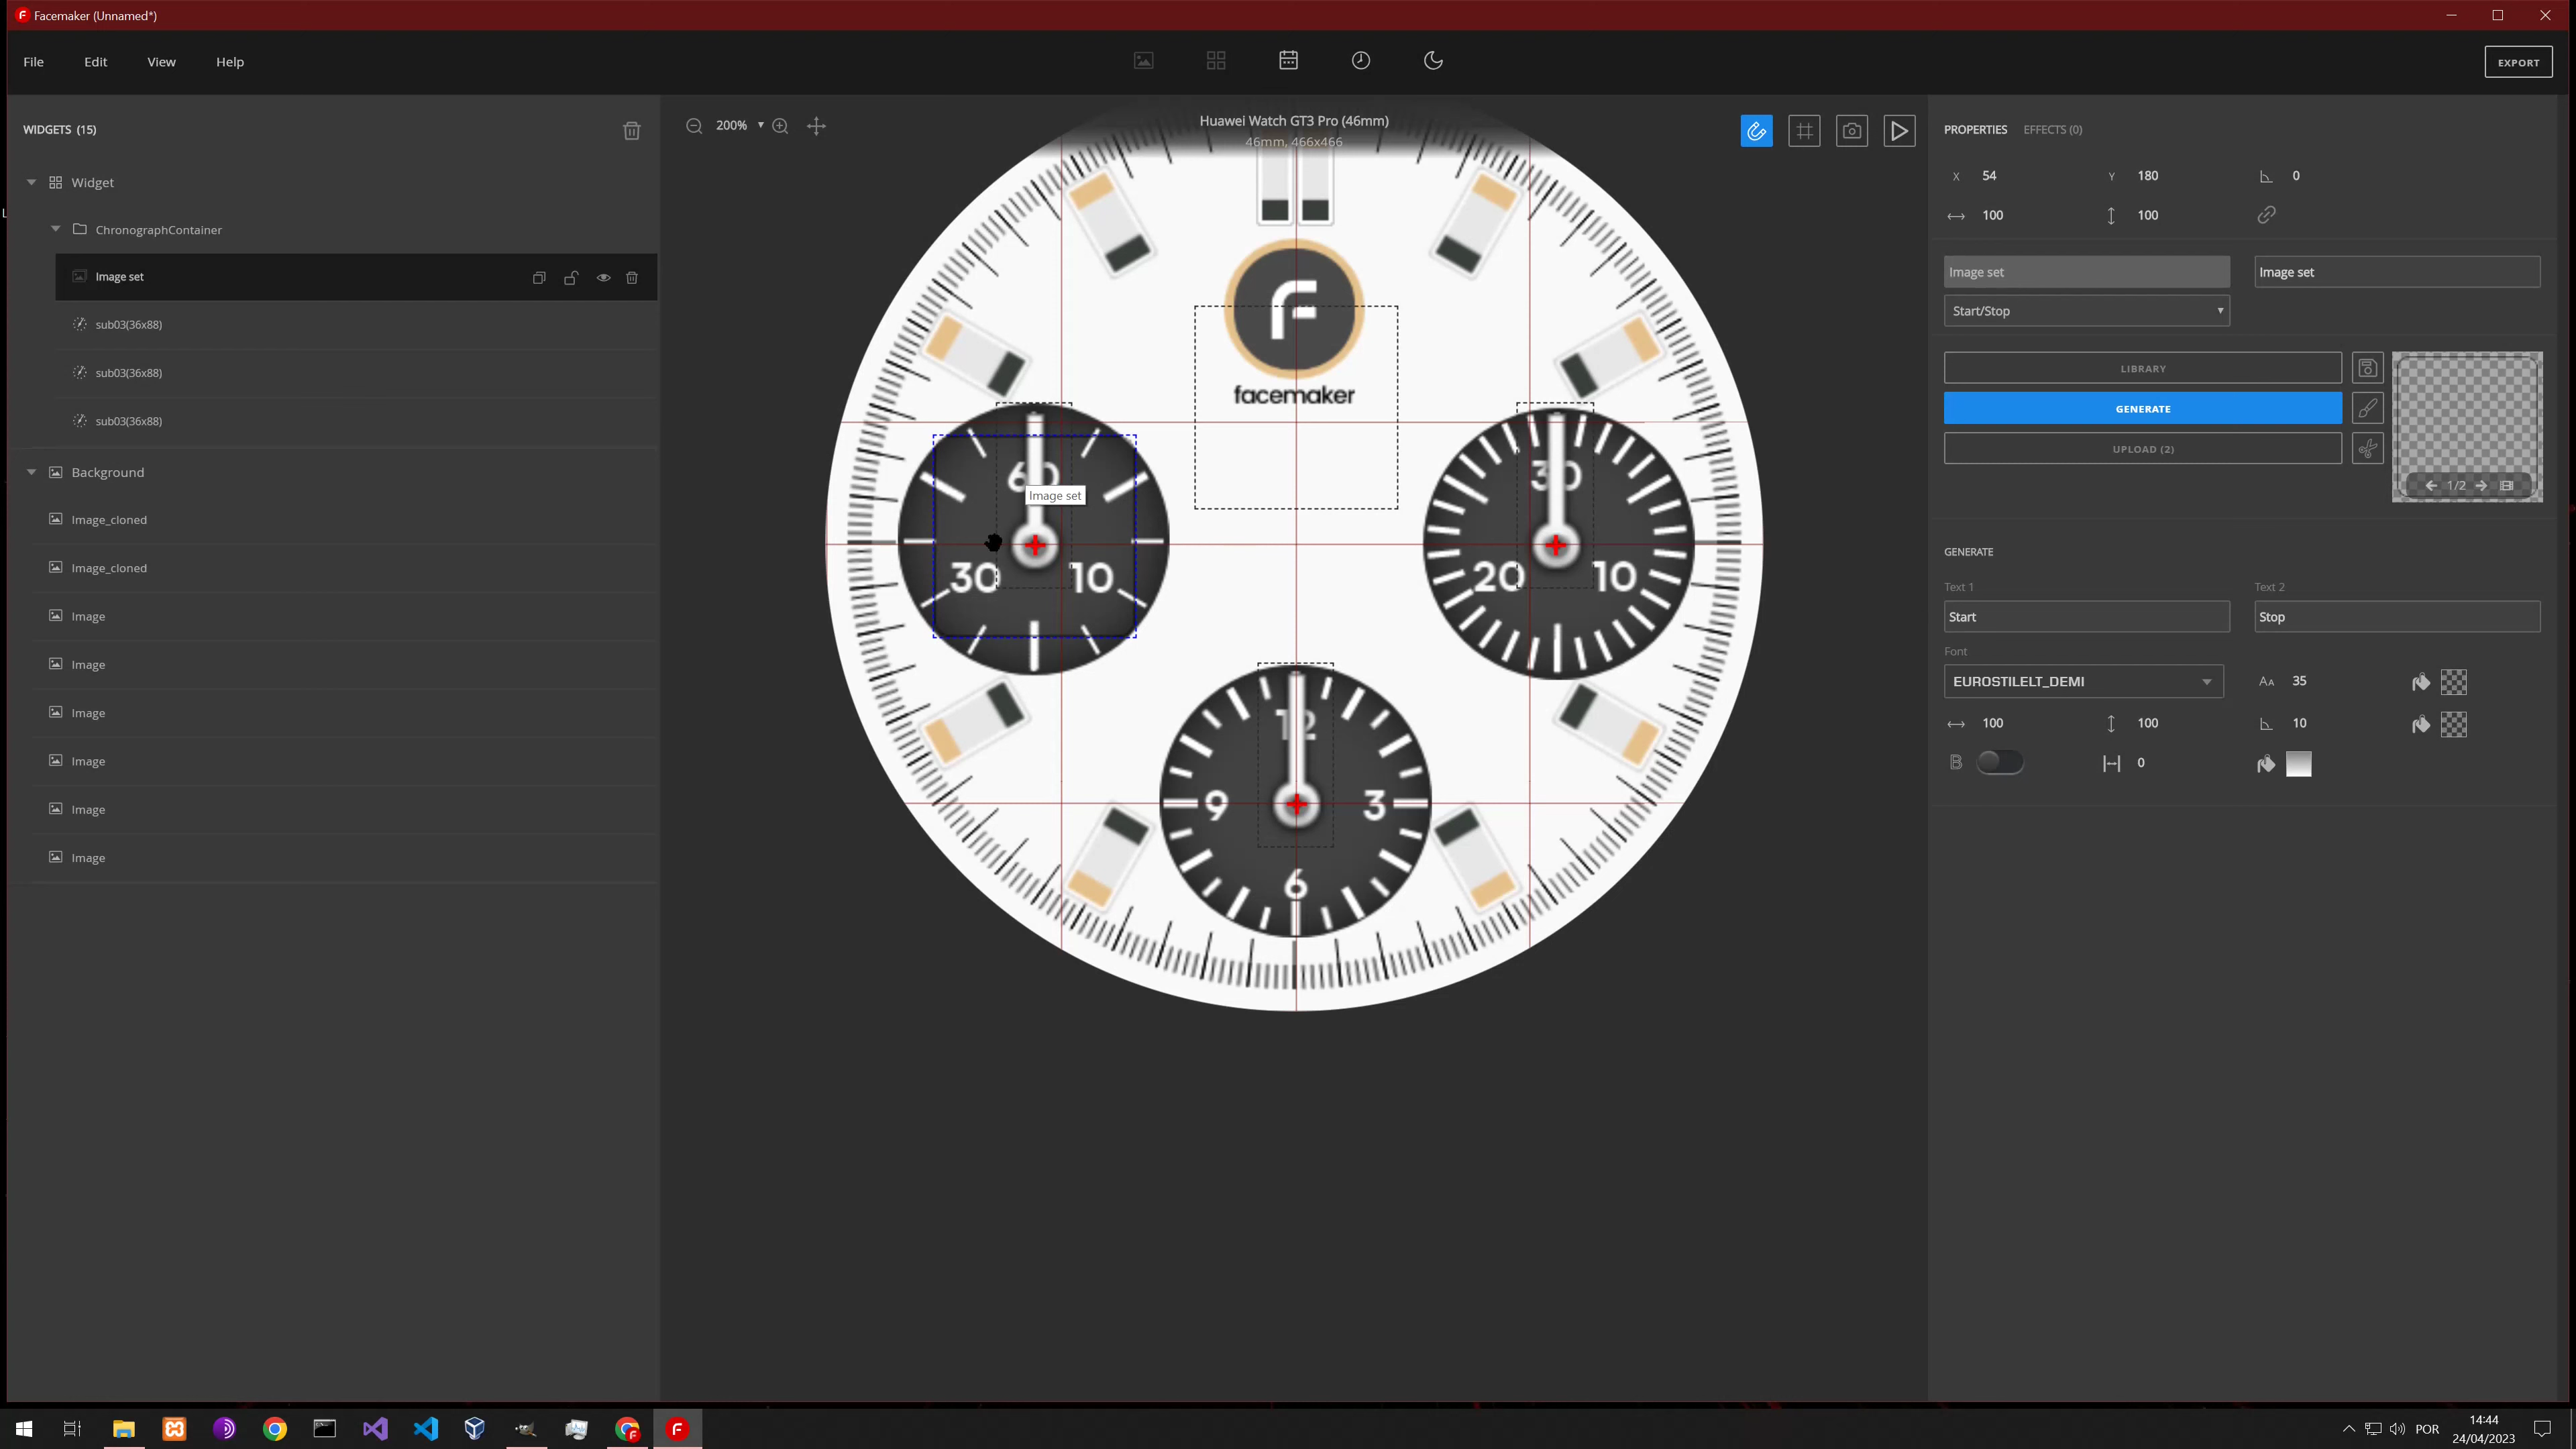 Facemaker (Unnamed*)
File Edit View Help
EXPORT
WIDGETS (15)
Widget
ChronographContainer
Image set
sub03(36x88)
sub03(36x88)
sub03(36x88)
Background
Image_cloned
Image_cloned
Image
Image
Image
Image
Image
Image
200%
Huawei Watch GT3 Pro (46mm)
46mm, 466x466
facemaker
60
Image set
30 10
30
20 10
12
9 3
6
PROPERTIES EFFECTS (0)
X 54 Y 180 0
100 100
Image set Image set
Start/Stop
LIBRARY
GENERATE
UPLOAD (2)
1/2
GENERATE
Text 1 Text 2
Start Stop
Font
EUROSTILELT_DEMI AA 35
100 100 10
B 0
14:44
POR
24/04/2023